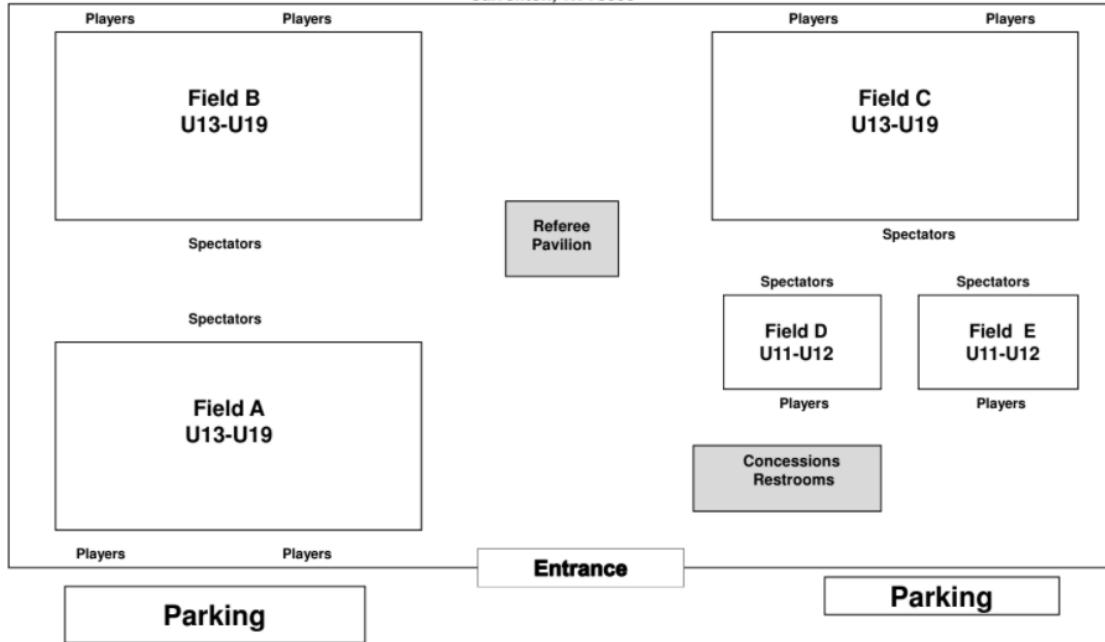 Players Players Players Players
Field B
U13-U19
Field C
U13-U19
Referee
Pavilion
Spectators
Spectators
Spectators Spectators
Spectators
Field D
U11-U12
Field E
U11-U12
Field A
U13-U19
Players Players
Concessions
Restrooms
Players Players
Entrance
Parking
Parking